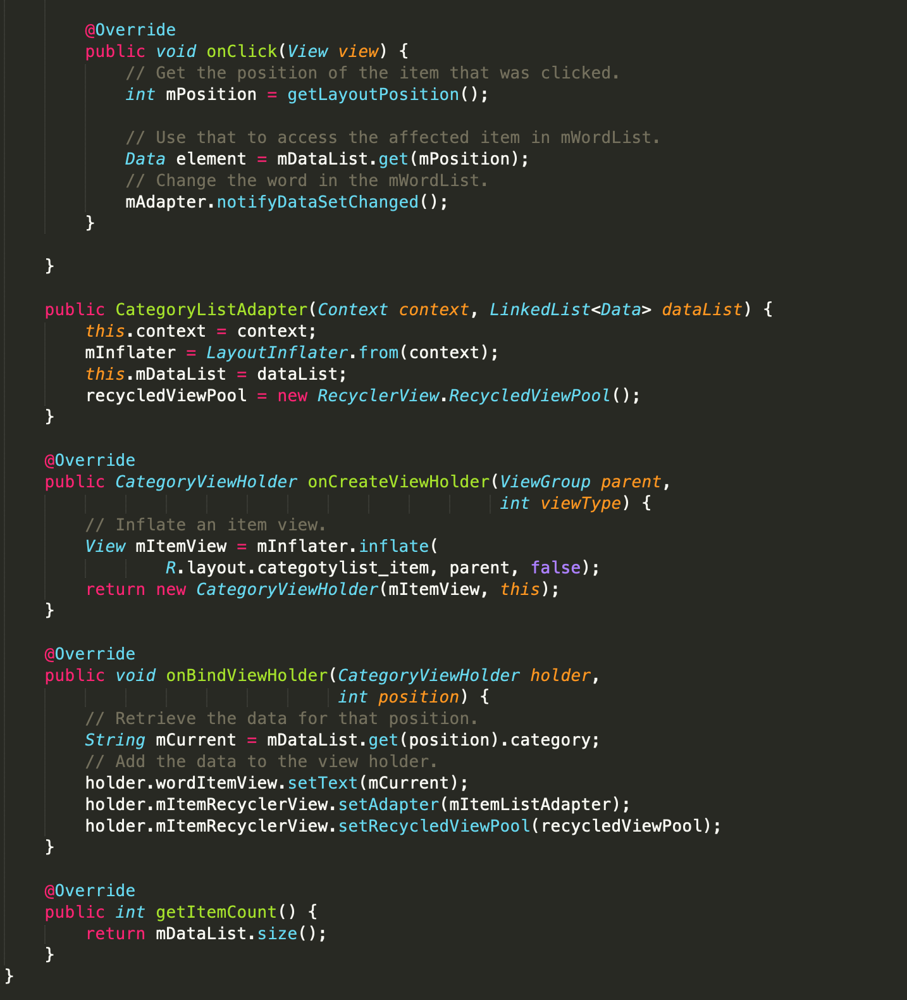 @Override
public void onClick(View view) {
// Get the position of the item that was clicked.
int mPosition = getLayoutPosition();
// Use that to access the affected item in mWordList.
Data element = mDataList.get(mPosition);
// Change the word in the mWordList.
mAdapter.notifyDataSetChanged();
}
}
public CategoryListAdapter(Context context, LinkedList<Data> dataList) {
this.context = context;
mInflater = LayoutInflater.from(context);
this.mDataList = dataList;
recycledViewPool = new RecyclerView.RecycledViewPool();
}
@Override
public CategoryViewHolder onCreateViewHolder(ViewGroup parent,
int viewType) {
// Inflate an item view.
View mItemView = mInflater.inflate(
R.layout.categotylist_item, parent, false);
return new CategoryViewHolder(mItemView, this);
}
@Override
public void onBindViewHolder(CategoryViewHolder holder,
int position) {
// Retrieve the data for that position.
String mCurrent = mDataList.get(position).category;
// Add the data to the view holder.
holder.wordItemView.setText(mCurrent);
holder.mItemRecyclerView.setAdapter(mItemListAdapter);
holder.mItemRecyclerView.setRecycledViewPool(recycledViewPool);
}
@Override
public int getItemCount() {
return mDataList.size();
}
}